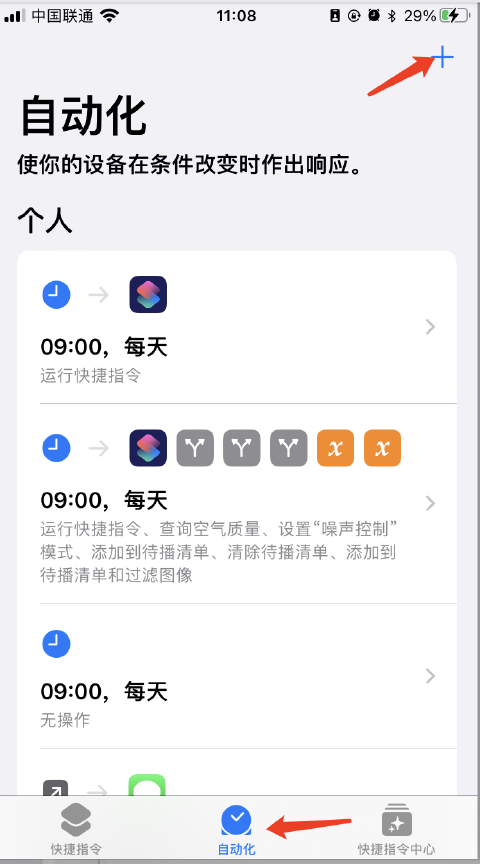 中国联通 11:08 29%
自动化
使你的设备在条件改变时作出响应。
个人
09:00，每天
运行快捷指令
x x
09:00，每天
运行快捷指令、查询空气质量、设置“噪声控制”
模式、添加到待播清单、清除待播清单、添加到
待播清单和过滤图像
09:00，每天
无操作
快捷指令 自动化 快捷指令中心